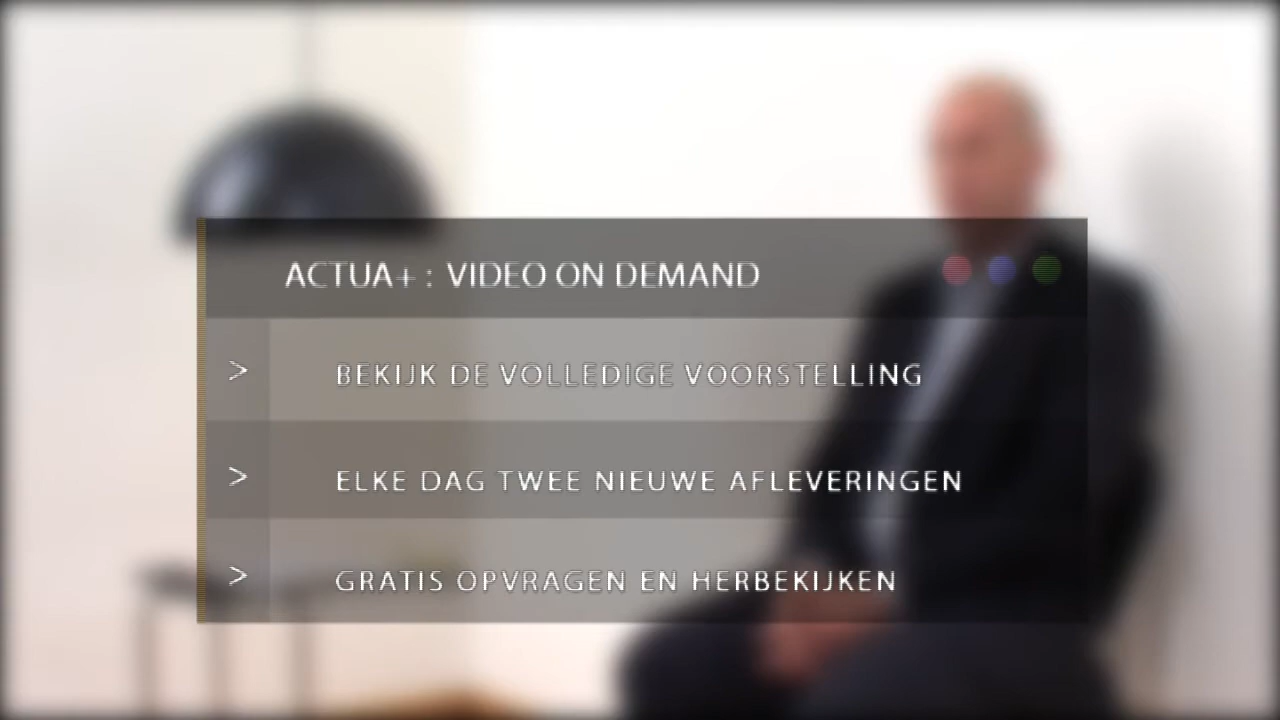 ACTUA+ : VIDEO ON DEMAND
> BEKIJK DE VOLLEDIGE VOORSTELLING
> ELKE DAG TWEE NIEUWE AFLEVERINGEN
> GRATIS OPVRAGEN EN HERBEKIJKEN